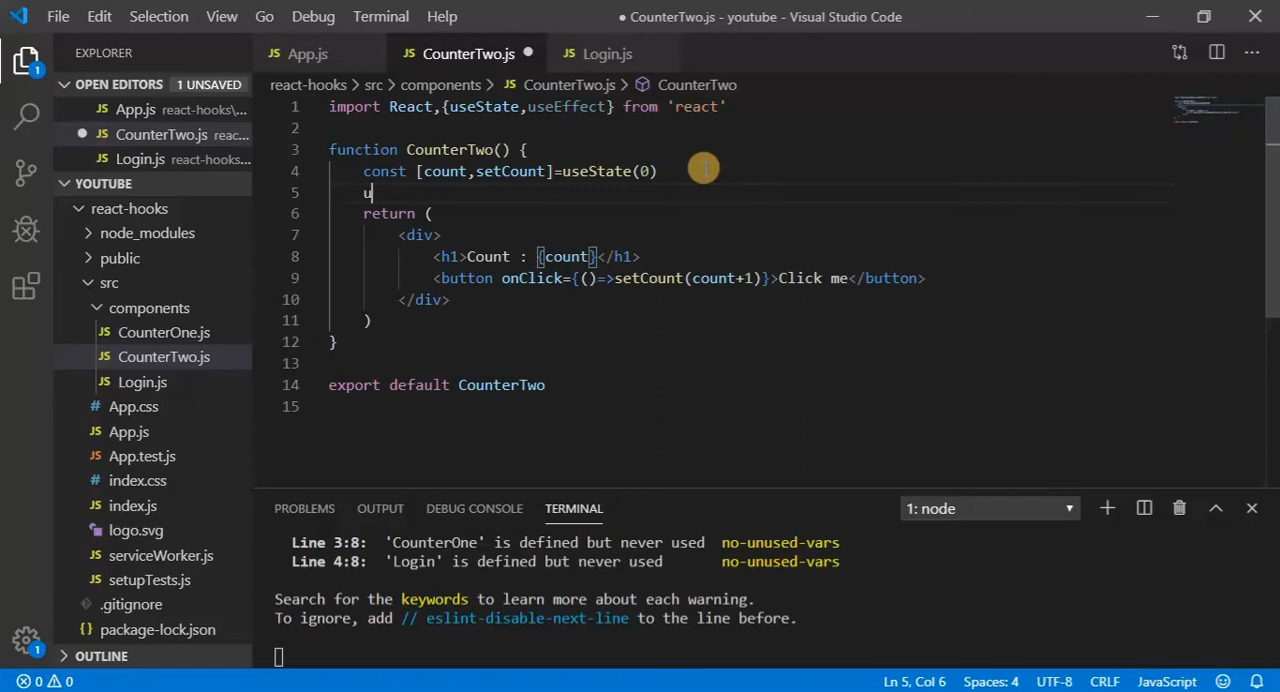 File Edit Selection View Go Debug Terminal Help
● CounterTwo.js - youtube - Visual Studio Code
EXPLORER
OPEN EDITORS 1 UNSAVED
JS App.js react-hooks\...
● JS CounterTwo.js reac...
JS Login.js react-hooks...
YOUTUBE
react-hooks
node_modules
public
src
components
JS CounterOne.js
JS CounterTwo.js
JS Login.js
# App.css
JS App.js
JS App.test.js
# index.css
JS index.js
logo.svg
JS serviceWorker.js
JS setupTests.js
.gitignore
{} package-lock.json
OUTLINE
1
1
JS App.js JS CounterTwo.js ● JS Login.js
react-hooks > src > components > JS CounterTwo.js > CounterTwo
1 import React,{useState,useEffect} from 'react'
2
3 function CounterTwo() {
4 const [count,setCount]=useState(0)
5 u
6 return (
7 <div>
8 <h1>Count : {count}</h1>
9 <button onClick={()=>setCount(count+1)}>Click me</button>
10 </div>
11 )
12 }
13
14 export default CounterTwo
15
PROBLEMS OUTPUT DEBUG CONSOLE TERMINAL 1: node
Line 3:8: 'CounterOne' is defined but never used no-unused-vars
Line 4:8: 'Login' is defined but never used no-unused-vars
Search for the keywords to learn more about each warning.
To ignore, add // eslint-disable-next-line to the line before.
0 0 Ln 5, Col 6 Spaces: 4 UTF-8 CRLF JavaScript